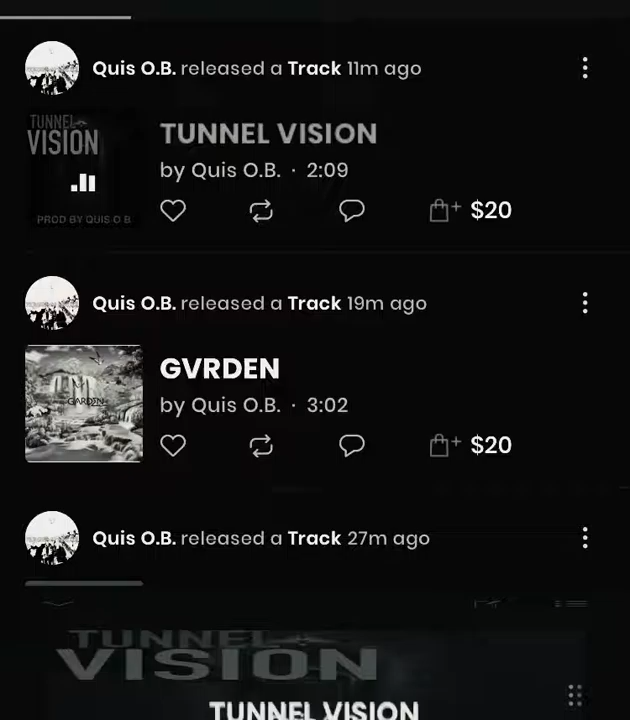 Quis O.B. released a Track 11m ago
TUNNEL
VISION
PROD BY QUIS O.B.
TUNNEL VISION
by Quis O.B. · 2:09
+ $20
Quis O.B. released a Track 19m ago
GARDEN
GVRDEN
by Quis O.B. · 3:02
+ $20
Quis O.B. released a Track 27m ago
TUNNEL
VISION
TUNNEL VISION